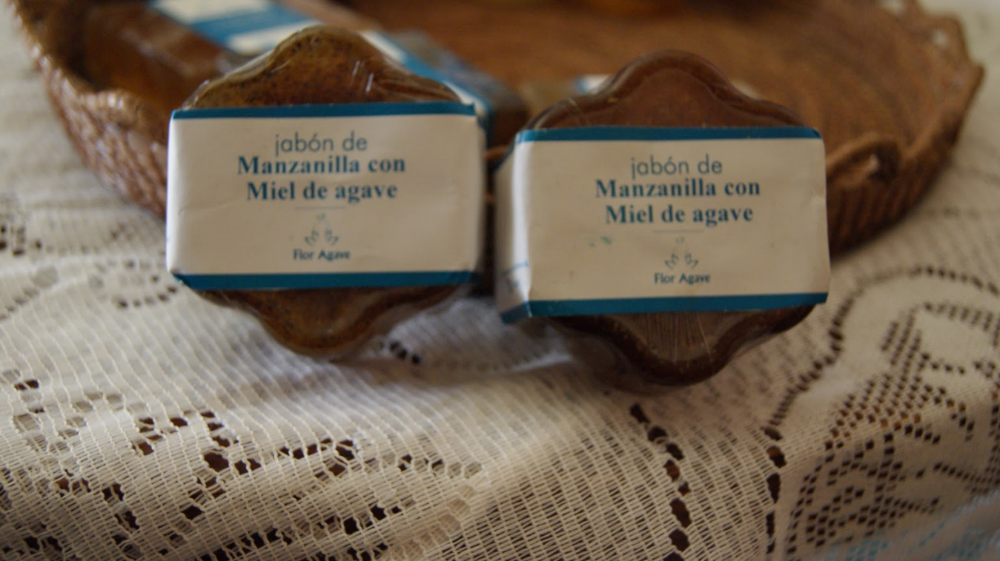 jabón de
Manzanilla con
Miel de agave
Flor Agave
jabón de
Manzanilla con
Miel de agave
Flor Agave